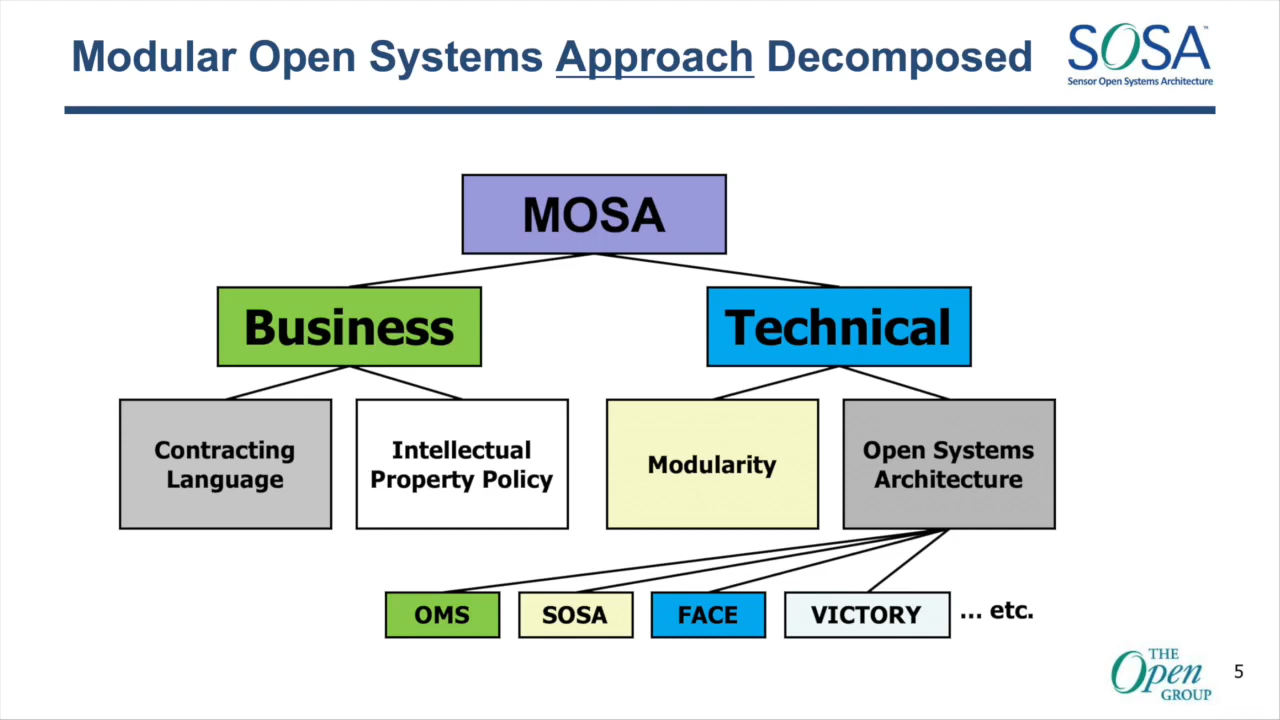 Modular Open Systems Approach Decomposed
SOSA™
Sensor Open Systems Architecture
MOSA
Business
Technical
Contracting
Language
Intellectual
Property Policy
Modularity
Open Systems
Architecture
OMS
SOSA
FACE
VICTORY
... etc.
THE
Open
GROUP
5